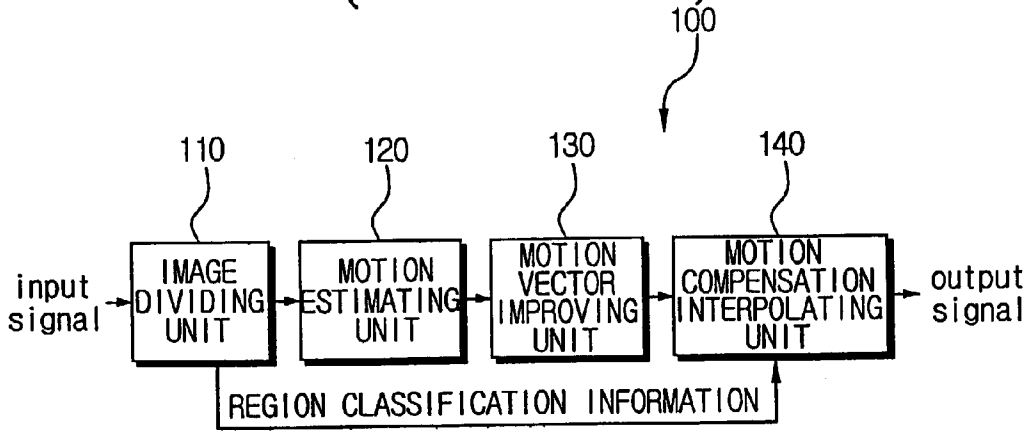 100
110
120
130
140
input
signal
IMAGE
DIVIDING
UNIT
MOTION
ESTIMATING
UNIT
MOTION
VECTOR
IMPROVING
UNIT
MOTION
COMPENSATION
INTERPOLATING
UNIT
output
signal
REGION CLASSIFICATION INFORMATION